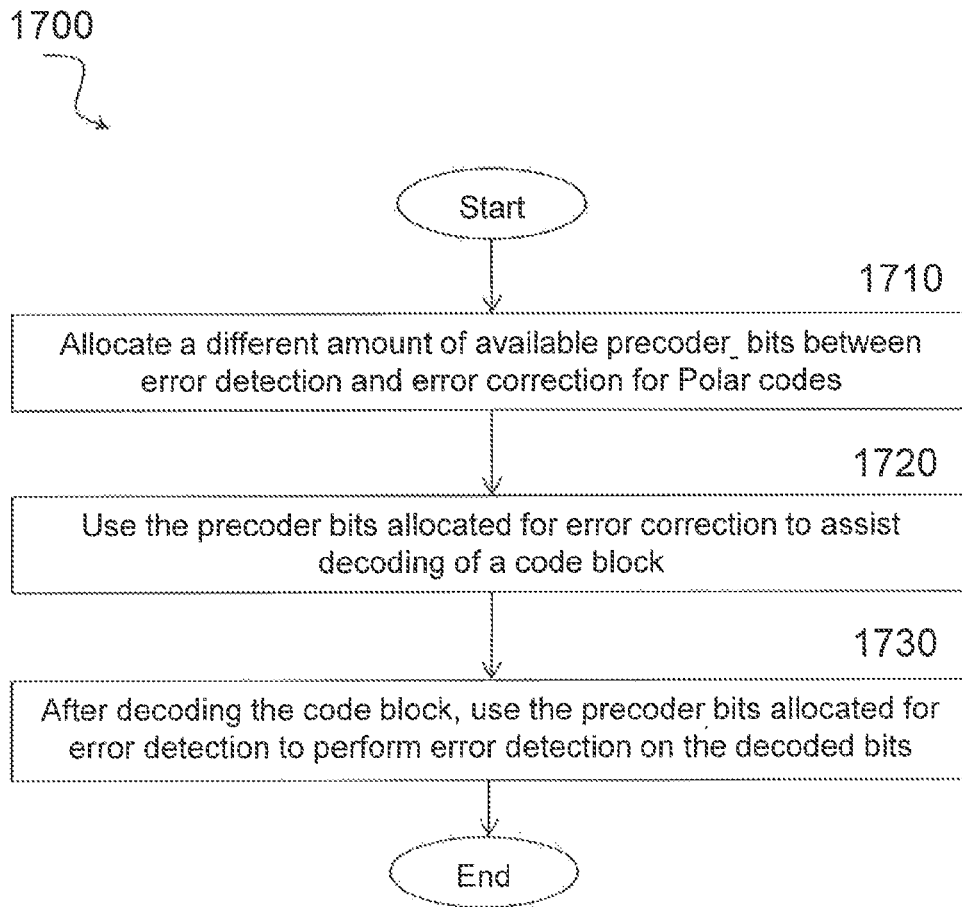 1700
Start
1710
Allocate a different amount of available precoder bits between
error detection and error correction for Polar codes
1720
Use the precoder bits allocated for error correction to assist
decoding of a code block
1730
After decoding the code block, use the precoder bits allocated for
error detection to perform error detection on the decoded bits
End